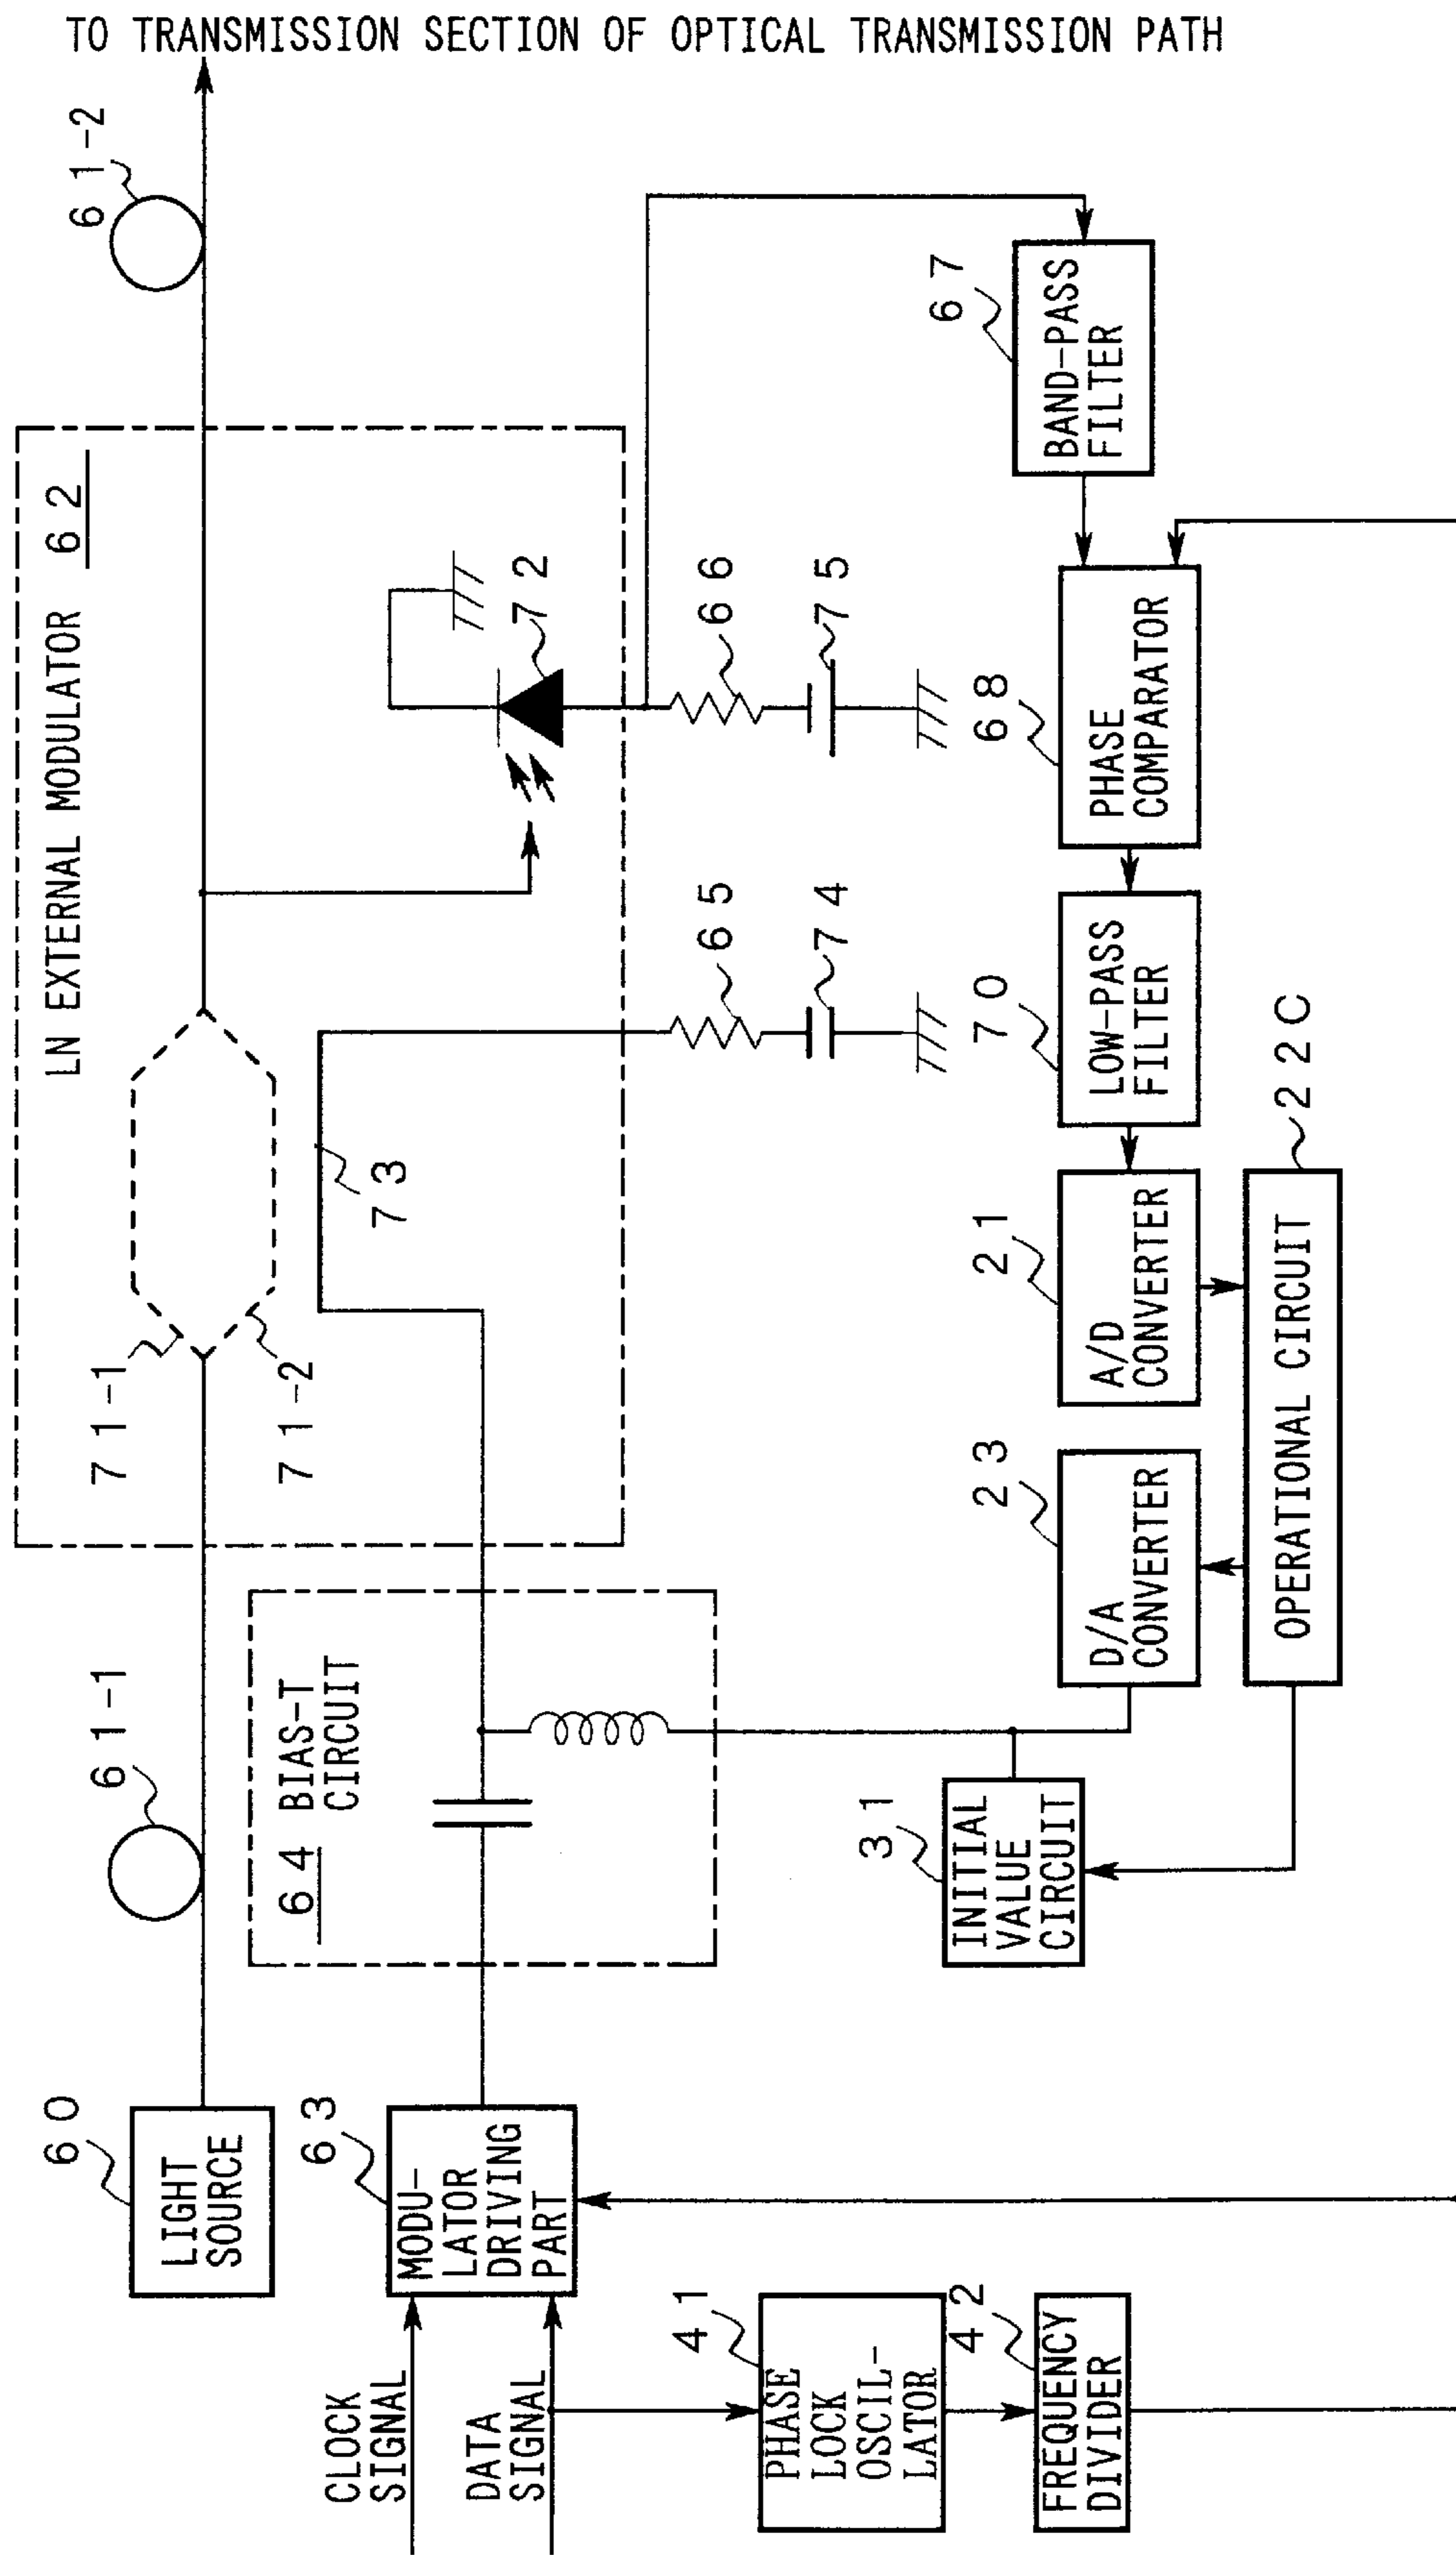 TO TRANSMISSION SECTION OF OPTICAL TRANSMISSION PATH
61-2
LN EXTERNAL MODULATOR 62
67
BAND-PASS
FILTER
72
66
75
68
PHASE
COMPARATOR
65
74
70
LOW-PASS
FILTER
73
71-1
71-2
21
A/D
CONVERTER
22C
OPERATIONAL CIRCUIT
23
D/A
CONVERTER
61-1
64 BIAS-T
CIRCUIT
31
INITIAL
VALUE
CIRCUIT
60
LIGHT
SOURCE
63
MODU-
LATOR
DRIVING
PART
CLOCK
SIGNAL
DATA
SIGNAL
41
PHASE
LOCK
OSCIL-
LATOR
42
FREQUENCY
DIVIDER